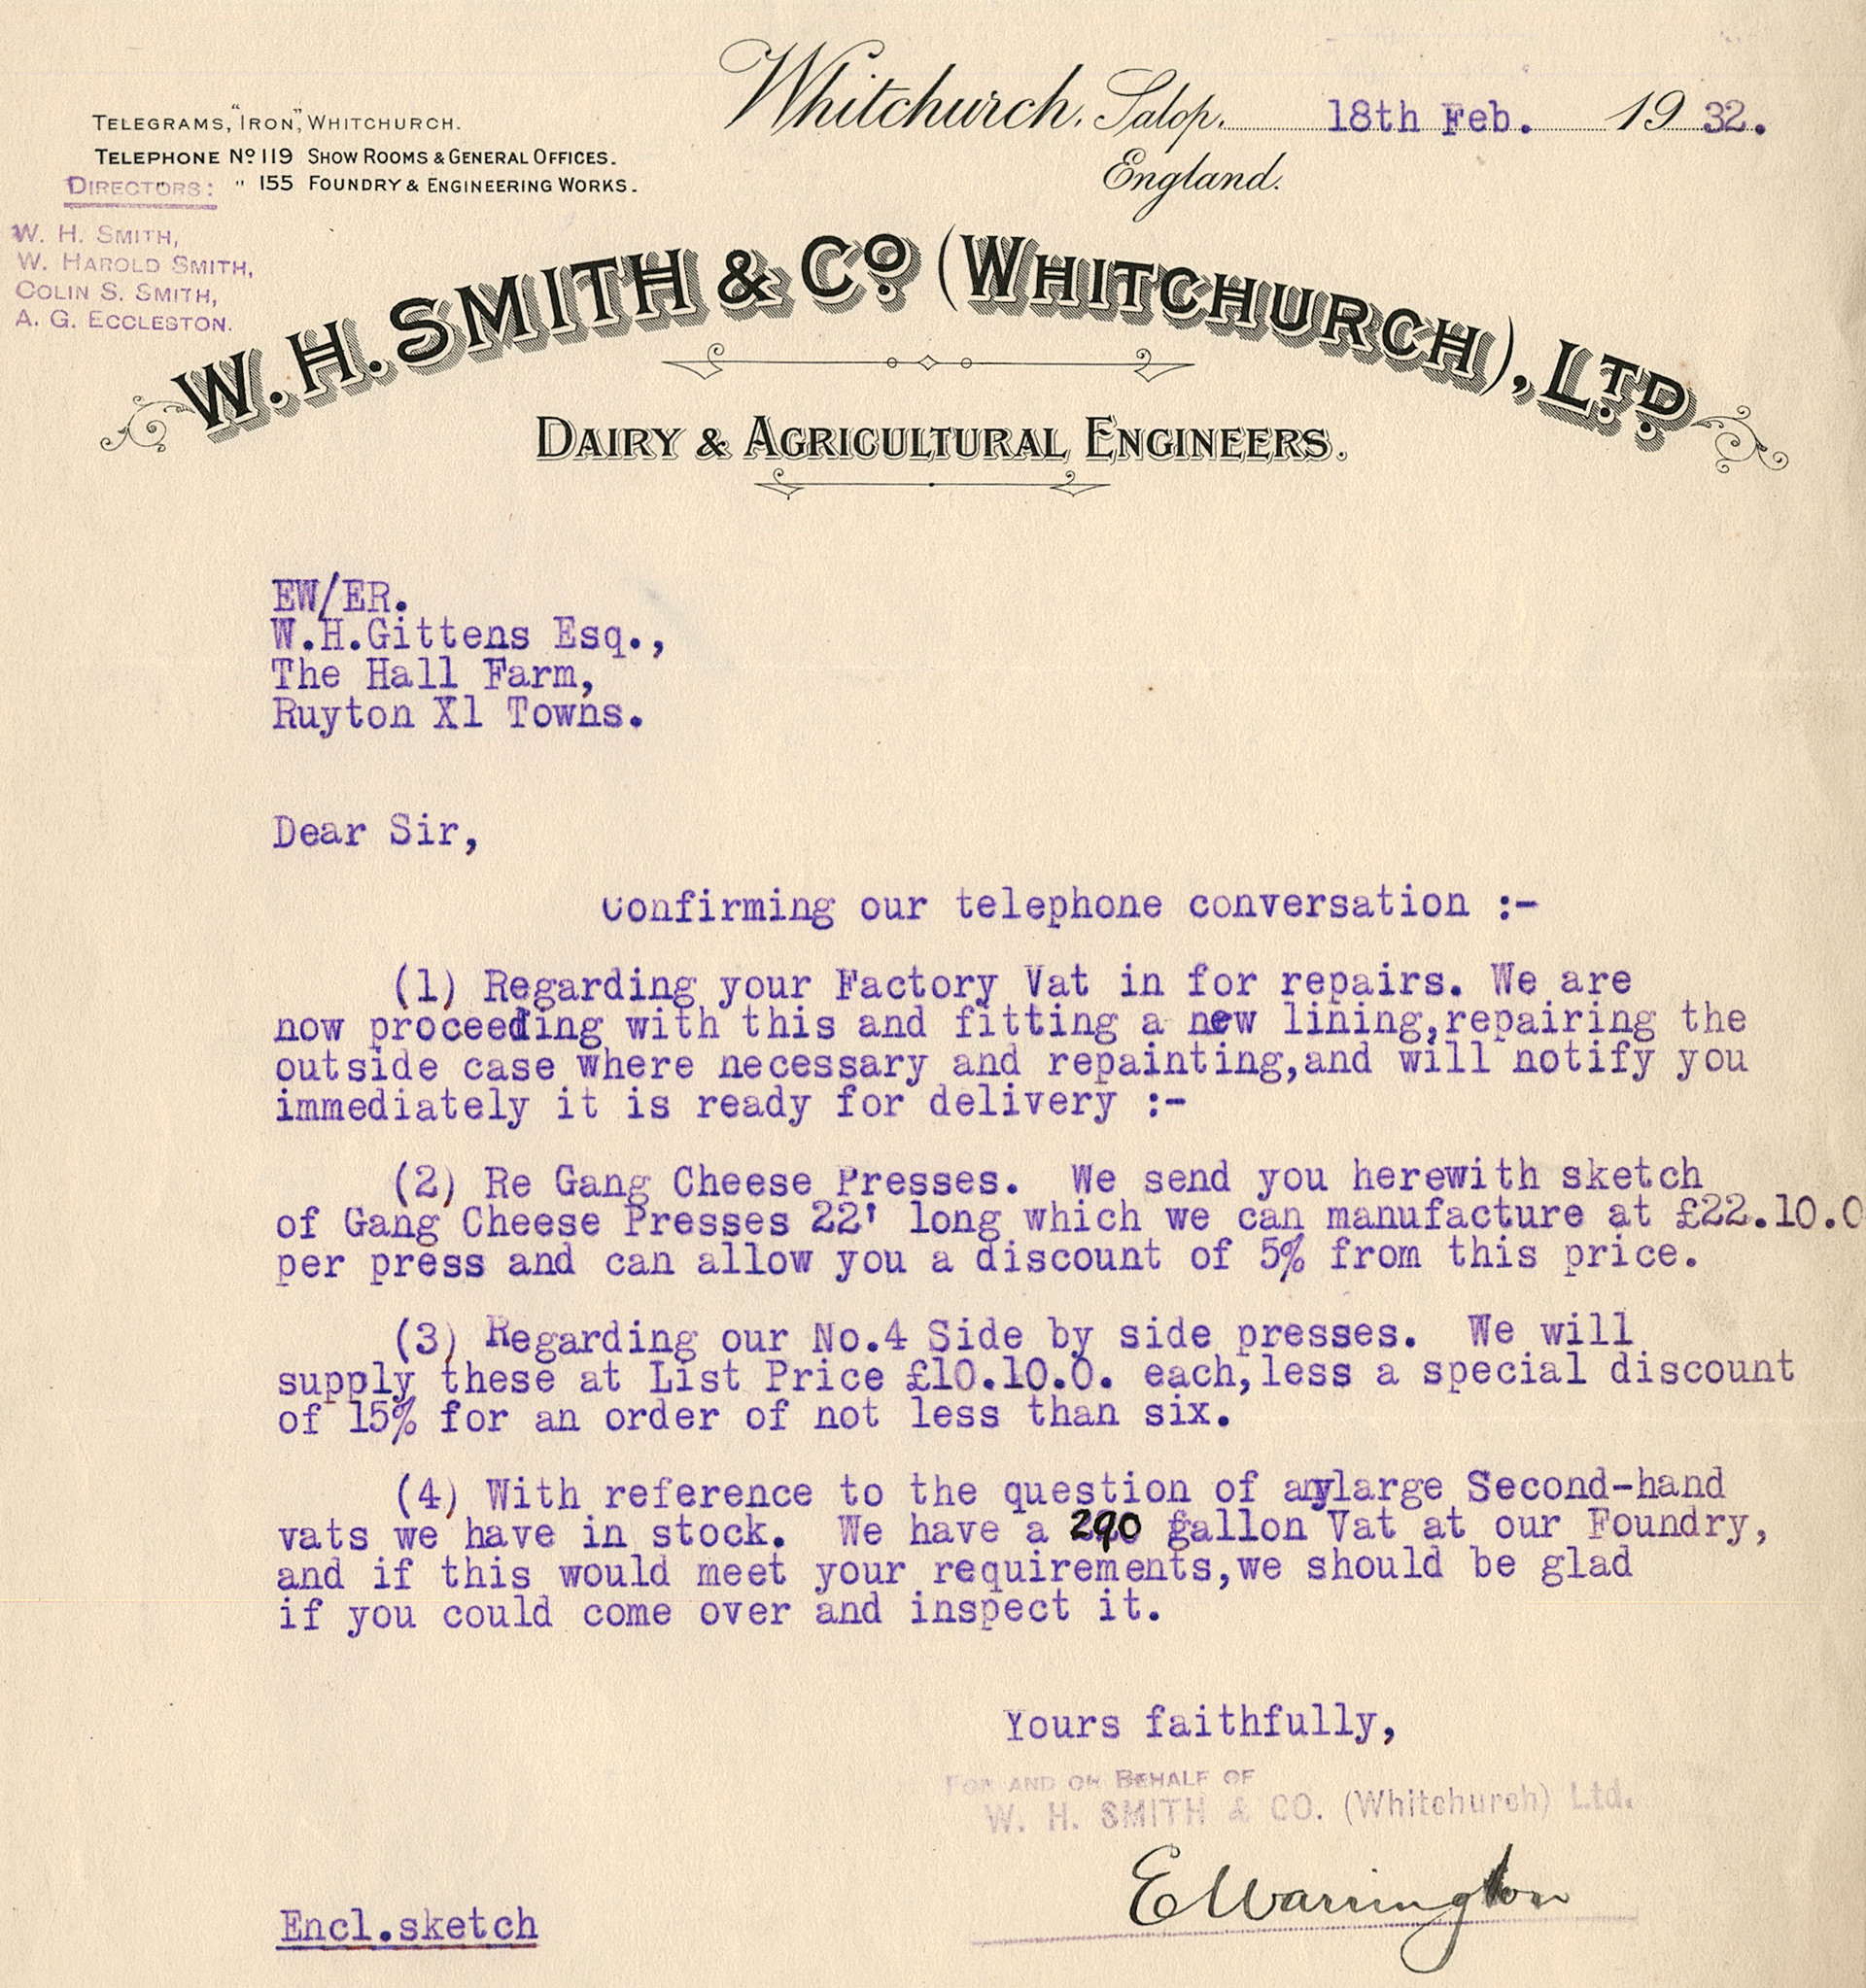 Whitchurch, Salop. 18th Feb. 1932.
England.
TELEGRAMS, "IRON", WHITCHURCH.
TELEPHONE No 119 SHOW ROOMS & GENERAL OFFICES.
" 155 FOUNDRY & ENGINEERING WORKS.
DIRECTORS:
W. H. SMITH,
W. HAROLD SMITH,
COLIN S. SMITH,
A. G. ECCLESTON.
W. H. SMITH & Co (WHITCHURCH), LTD
DAIRY & AGRICULTURAL ENGINEERS.
EW/ER.
W.H.Gittens Esq.,
The Hall Farm,
Ruyton X1 Towns.
Dear Sir,
Confirming our telephone conversation :-
(1) Regarding your Factory Vat in for repairs. We are
now proceeding with this and fitting a new lining,repairing the
outside case where necessary and repainting,and will notify you
immediately it is ready for delivery :-
(2) Re Gang Cheese Presses. We send you herewith sketch
of Gang Cheese Presses 22' long which we can manufacture at £22.10.0
per press and can allow you a discount of 5% from this price.
(3) Regarding our No.4 Side by side presses. We will
supply these at List Price £10.10.0. each,less a special discount
of 15% for an order of not less than six.
(4) With reference to the question of any large Second-hand
vats we have in stock. We have a 290 gallon Vat at our Foundry,
and if this would meet your requirements,we should be glad
if you could come over and inspect it.
Yours faithfully,
FOR AND ON BEHALF OF
W. H. SMITH & CO. (Whitchurch) Ltd.
E Warrington
Encl.sketch